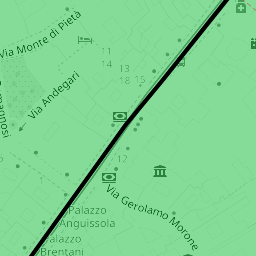 Via Monte di Pietà
11
14
13
18
15
Via Andegari
12
Via Gerolamo Morone
Palazzo
Anguissola
Palazzo
Brentani